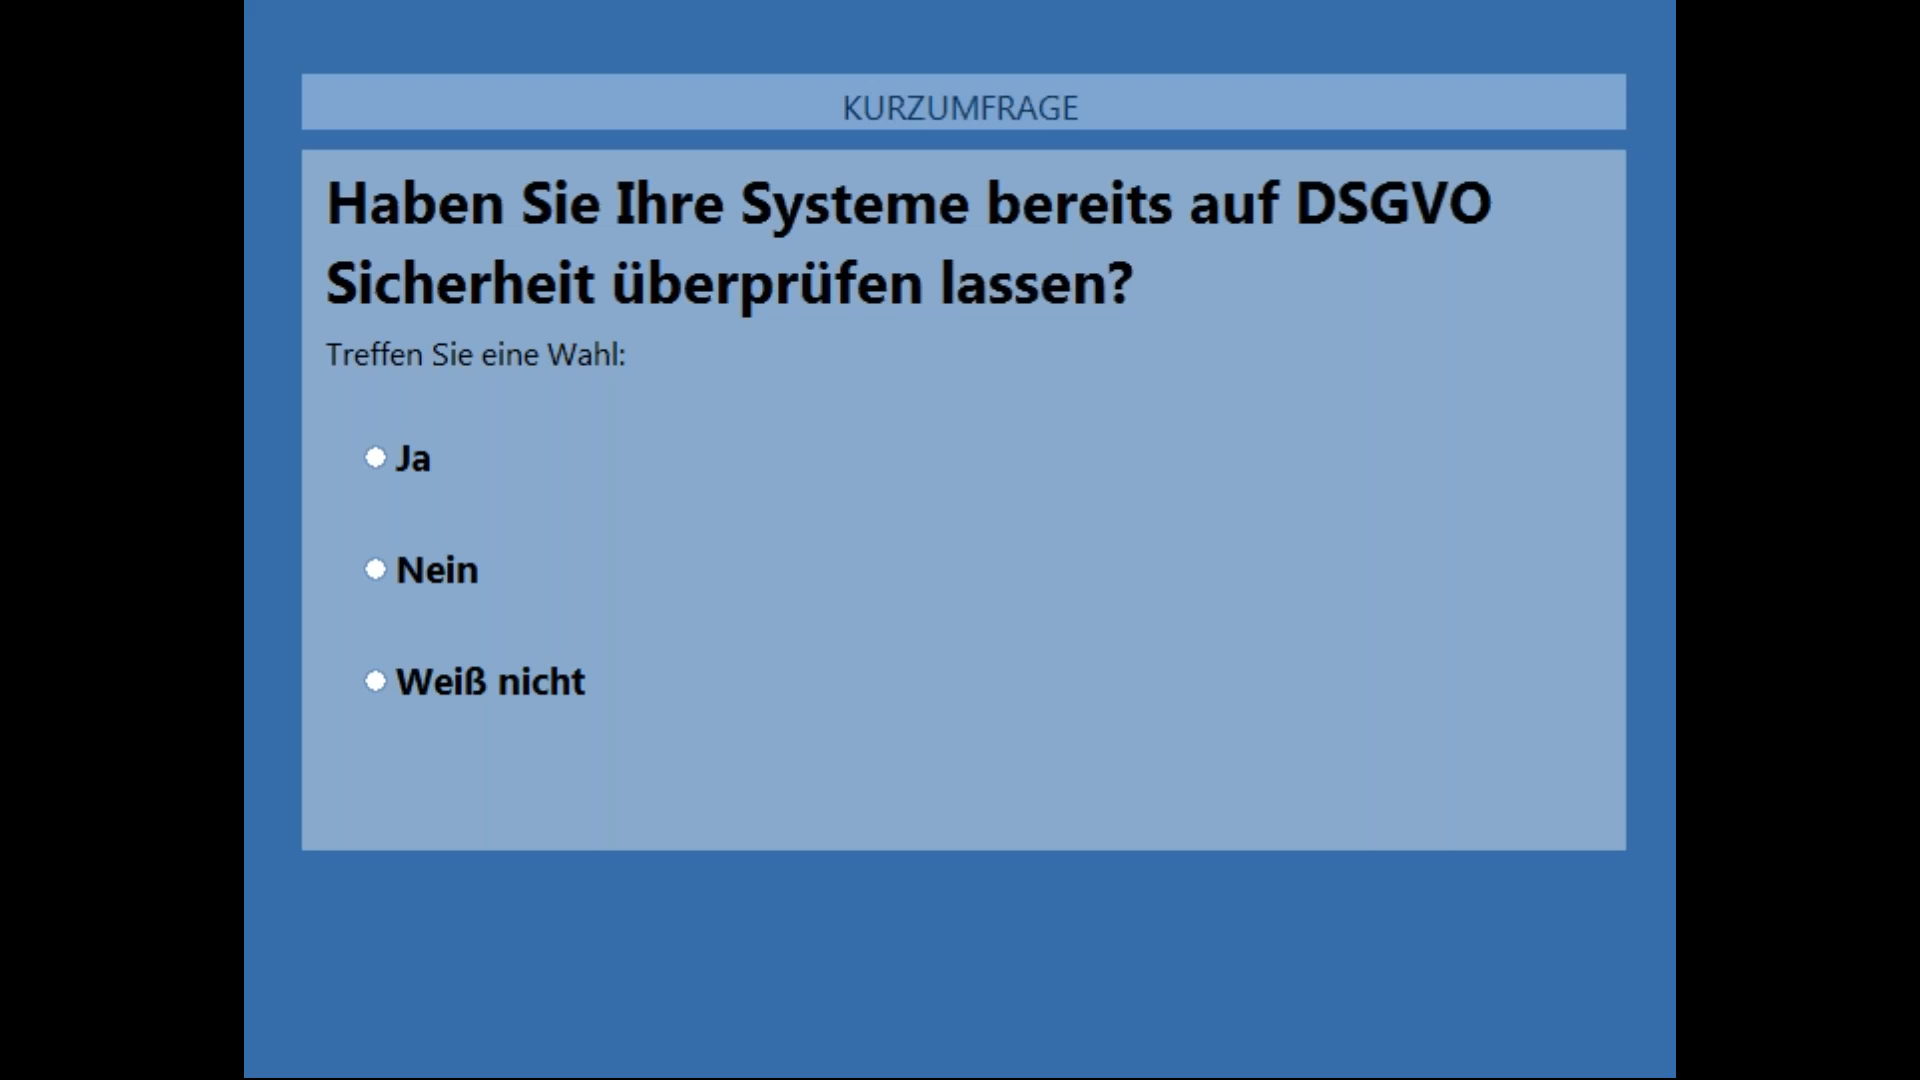 KURZUMFRAGE
Haben Sie Ihre Systeme bereits auf DSGVO
Sicherheit überprüfen lassen?
Treffen Sie eine Wahl:
Ja
Nein
Weiß nicht